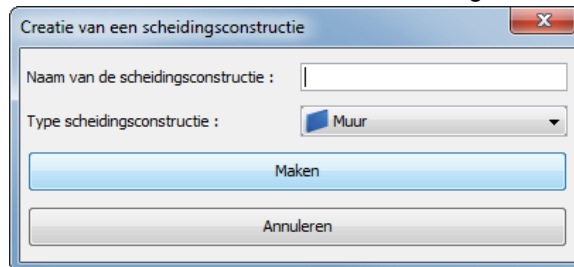 Creatie van een scheidingsconstructie
Naam van de scheidingsconstructie :
Type scheidingsconstructie : Muur
Maken
Annuleren